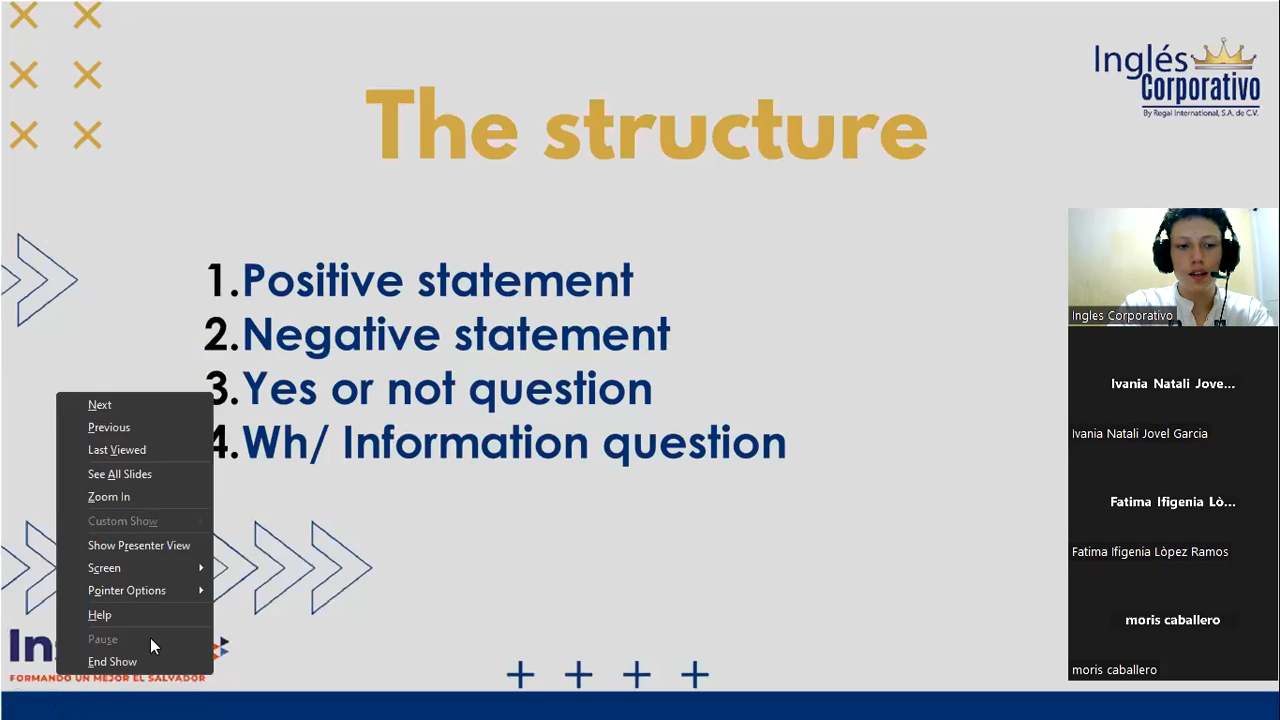 Inglés
Corporativo
By Regal International, S.A. de C.V.
The structure
1.Positive statement
2.Negative statement
3.Yes or not question
4.Wh/ Information question
Next
Previous
Last Viewed
See All Slides
Zoom In
Custom Show
Show Presenter View
Screen
Pointer Options
Help
Pause
End Show
In
FORMANDO UN MEJOR EL SALVADOR
Ingles Corporativo
Ivania Natali Jove...
Ivania Natali Jovel Garcia
Fatima Ifigenia Lò...
Fatima Ifigenia Lòpez Ramos
moris caballero
moris caballero